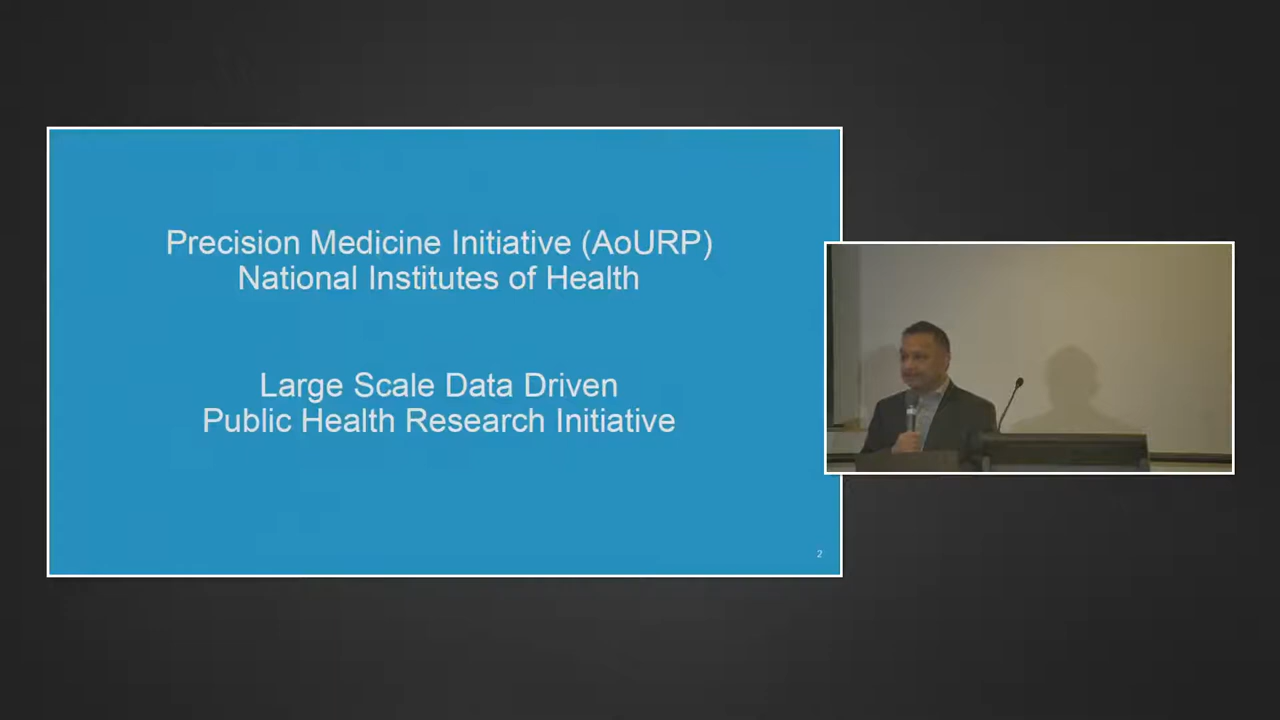 Precision Medicine Initiative (AoURP)
National Institutes of Health
Large Scale Data Driven
Public Health Research Initiative
2